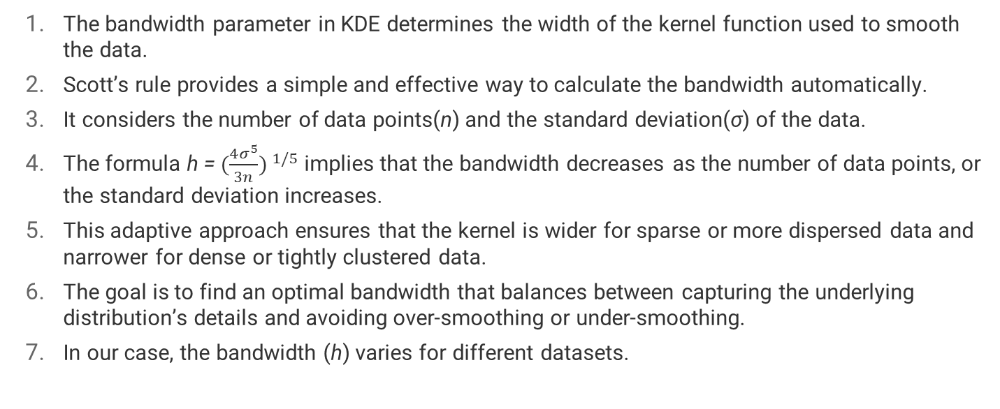 1. The bandwidth parameter in KDE determines the width of the kernel function used to smooth
the data.
2. Scott’s rule provides a simple and effective way to calculate the bandwidth automatically.
3. It considers the number of data points(n) and the standard deviation(σ) of the data.
4. The formula h = (4σ⁵/3n) 1/5 implies that the bandwidth decreases as the number of data points, or
the standard deviation increases.
5. This adaptive approach ensures that the kernel is wider for sparse or more dispersed data and
narrower for dense or tightly clustered data.
6. The goal is to find an optimal bandwidth that balances between capturing the underlying
distribution’s details and avoiding over-smoothing or under-smoothing.
7. In our case, the bandwidth (h) varies for different datasets.